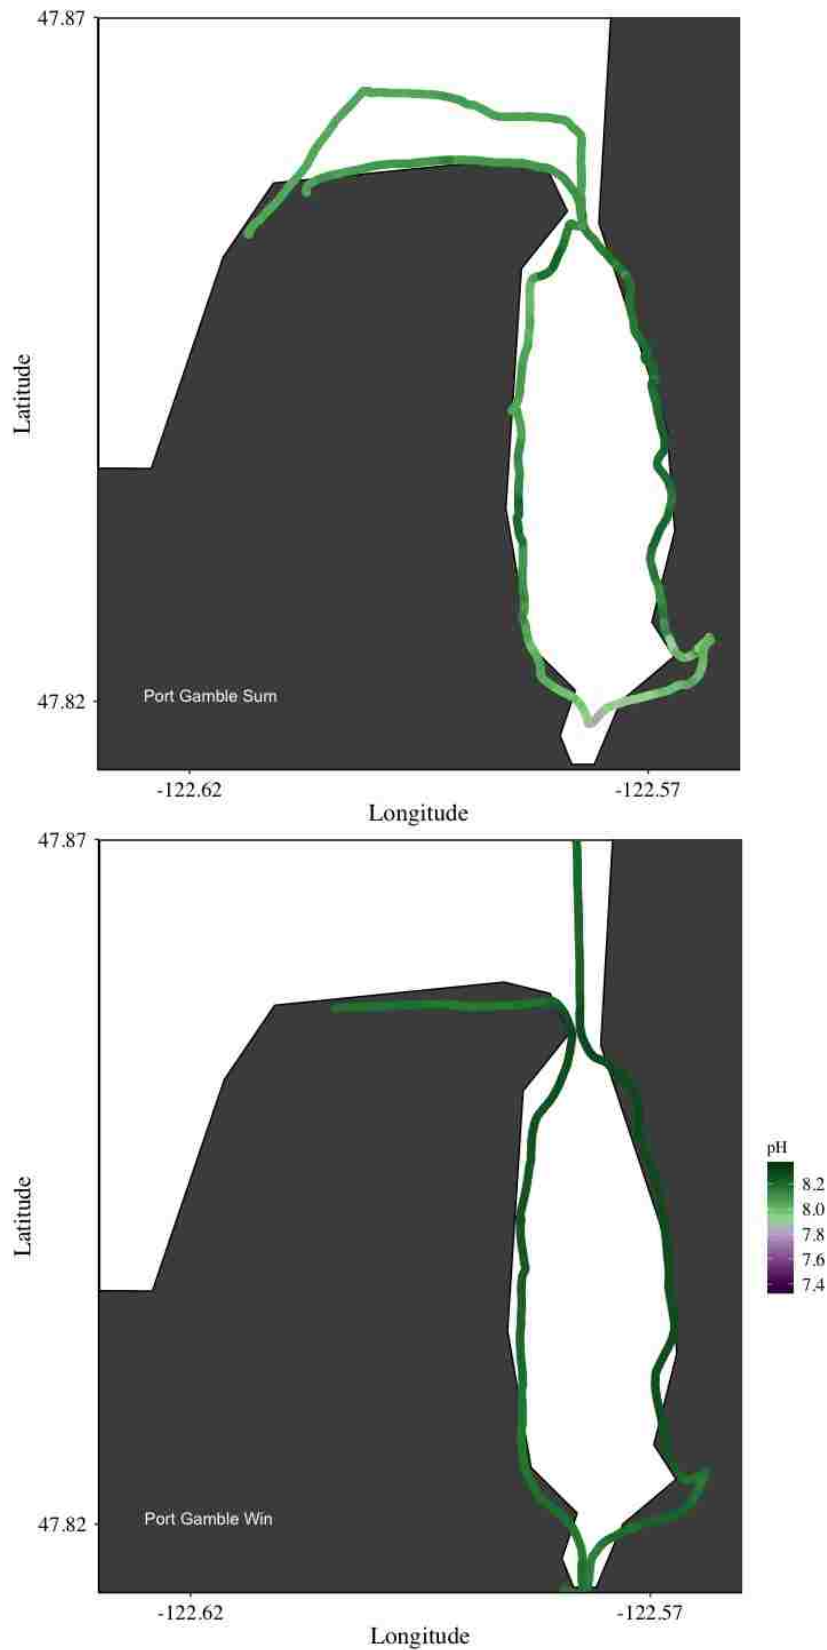 47.87
Latitude
Port Gamble Sum
47.82
-122.62
-122.57
Longitude
47.87
Latitude
pH
8.2
8.0
7.8
7.6
7.4
Port Gamble Win
47.82
-122.62
-122.57
Longitude